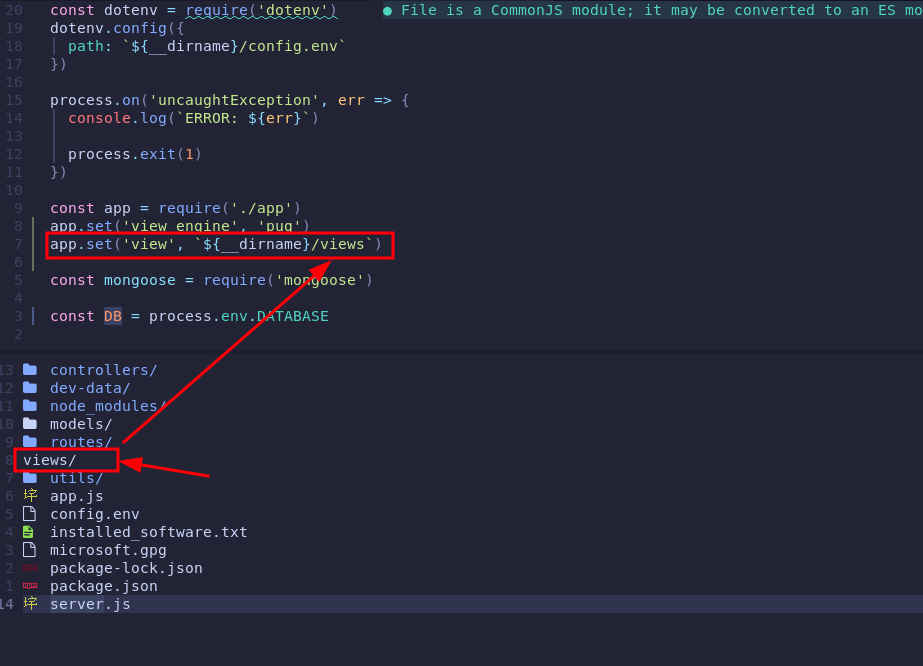 20 const dotenv = require('dotenv') ● File is a CommonJS module; it may be converted to an ES mo
19 dotenv.config({
18 path: `${__dirname}/config.env`
17 })
16
15 process.on('uncaughtException', err => {
14 console.log(`ERROR: ${err}`)
13
12 process.exit(1)
11 })
10
9 const app = require('./app')
8 app.set('view engine', 'pug')
7 app.set('view', `${__dirname}/views`)
6
5 const mongoose = require('mongoose')
4
3 const DB = process.env.DATABASE
2
13 controllers/
12 dev-data/
11 node_modules/
10 models/
9 routes/
8 views/
7 utils/
6 app.js
5 config.env
4 installed_software.txt
3 microsoft.gpg
2 package-lock.json
1 package.json
14 server.js